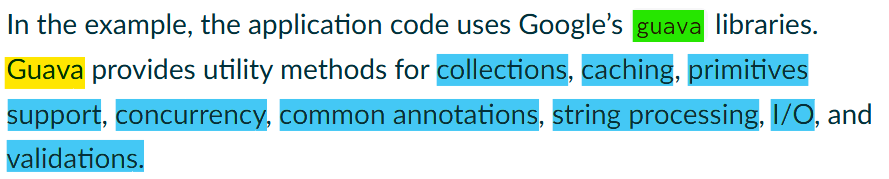 In the example, the application code uses Google’s guava libraries.
Guava provides utility methods for collections, caching, primitives
support, concurrency, common annotations, string processing, I/O, and
validations.